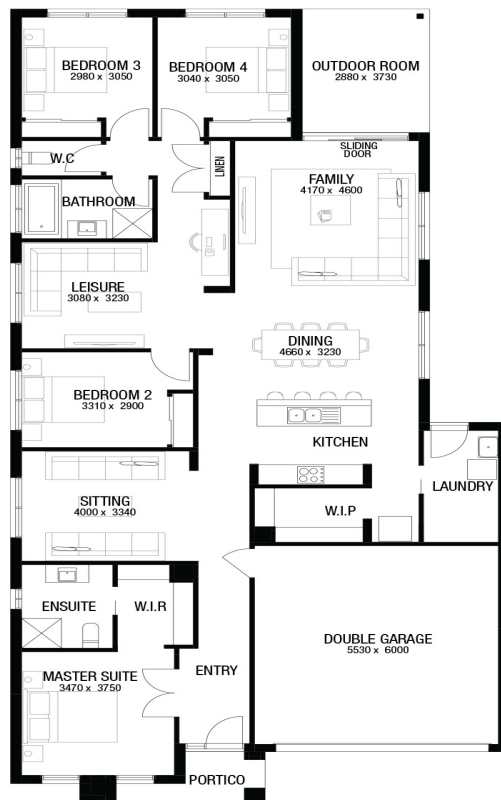 BEDROOM 3
2980 x 3050
BEDROOM 4
3040 x 3050
OUTDOOR ROOM
2880 x 3730
SLIDING
DOOR
W.C
LINEN
FAMILY
4170 x 4600
BATHROOM
LEISURE
3080 x 3230
DINING
4660 x 3230
BEDROOM 2
3310 x 2900
KITCHEN
LAUNDRY
SITTING
4000 x 3340
W.I.P
ENSUITE
W.I.R
DOUBLE GARAGE
5530 x 6000
MASTER SUITE
3470 x 3750
ENTRY
PORTICO